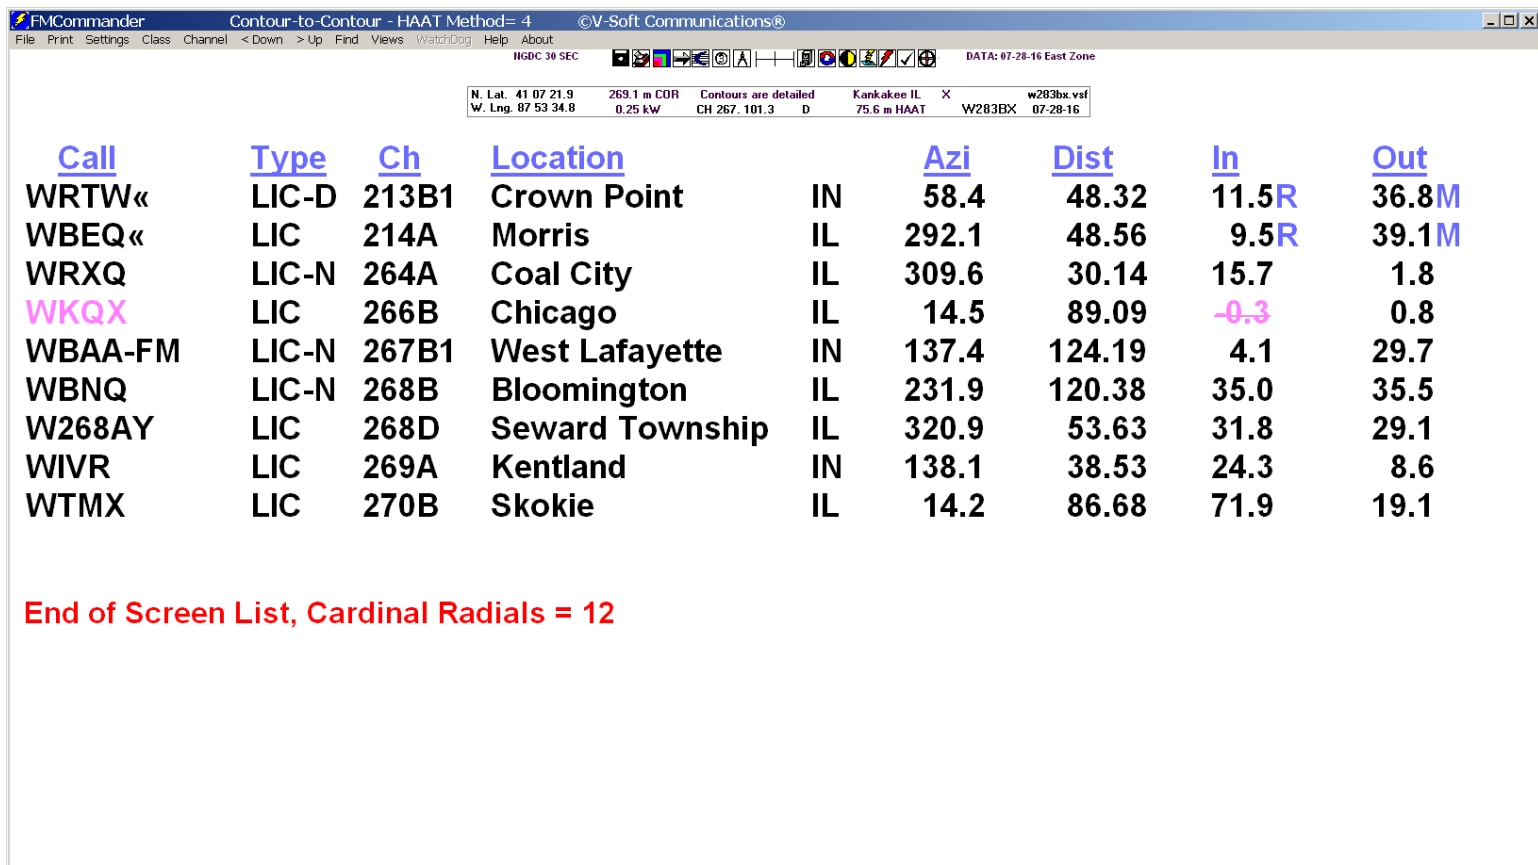 FMCommander Contour-to-Contour - HAAT Method= 4 ©V-Soft Communications®
File Print Settings Class Channel < Down > Up Find Views WatchDog Help About
NGDC 30 SEC DATA: 07-28-16 East Zone
N. Lat. 41 07 21.9 269.1 m COR Contours are detailed Kankakee IL X w283bx.vsf
W. Lng. 87 53 34.8 0.25 kW CH 267. 101.3 D 75.6 m HAAT W283BX 07-28-16
Call Type Ch Location Azi Dist In Out
WRTW« LIC-D 213B1 Crown Point IN 58.4 48.32 11.5R 36.8M
WBEQ« LIC 214A Morris IL 292.1 48.56 9.5R 39.1M
WRXQ LIC-N 264A Coal City IL 309.6 30.14 15.7 1.8
WKQX LIC 266B Chicago IL 14.5 89.09 -0.3 0.8
WBAA-FM LIC-N 267B1 West Lafayette IN 137.4 124.19 4.1 29.7
WBNQ LIC-N 268B Bloomington IL 231.9 120.38 35.0 35.5
W268AY LIC 268D Seward Township IL 320.9 53.63 31.8 29.1
WIVR LIC 269A Kentland IN 138.1 38.53 24.3 8.6
WTMX LIC 270B Skokie IL 14.2 86.68 71.9 19.1
End of Screen List, Cardinal Radials = 12